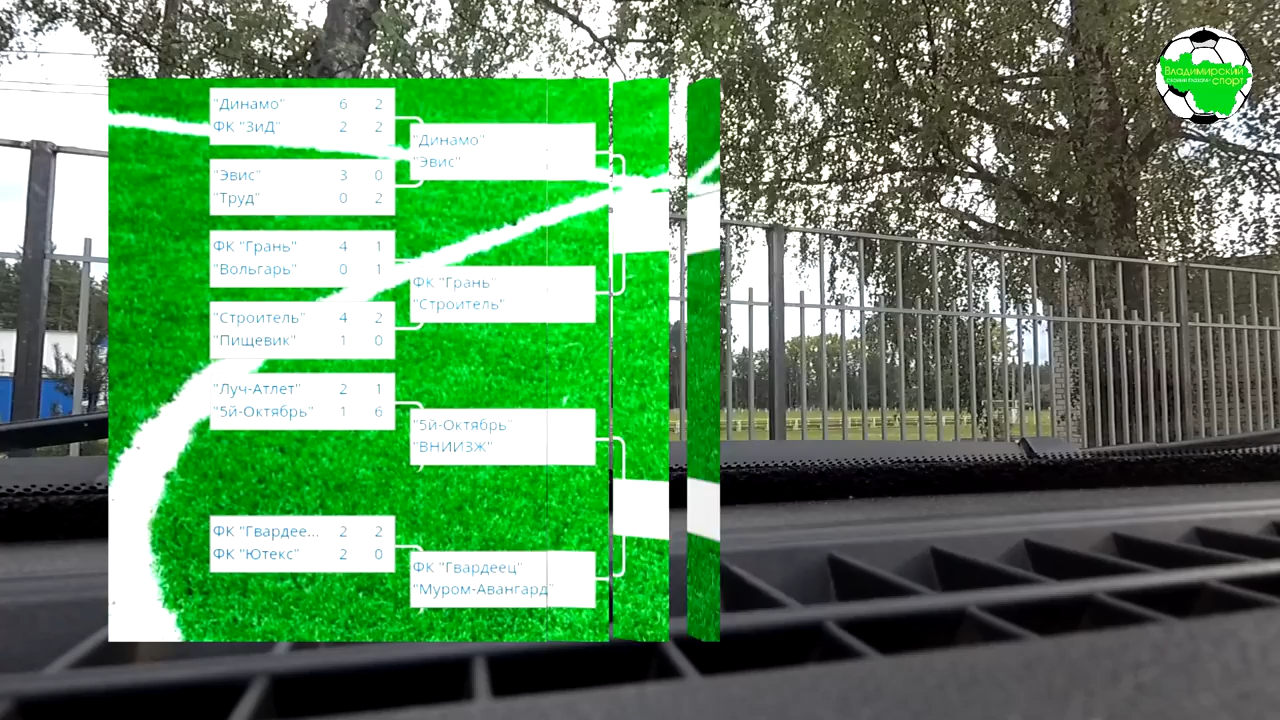 "Динамо" 6 2
ФК "ЗиД" 2 2
"Эвис" 3 0
"Труд" 0 2
ФК "Грань" 4 1
"Вольгарь" 0 1
"Строитель" 4 2
"Пищевик" 1 0
"Луч-Атлет" 2 1
"5й-Октябрь" 1 6
ФК "Гвардее... 2 2
ФК "Ютекс" 2 0
"Динамо"
"Эвис"
ФК "Грань"
"Строитель"
"5й-Октябрь"
"ВНИИЗЖ"
ФК "Гвардеец"
"Муром-Авангард"
Владимирский
своими глазами
спорт